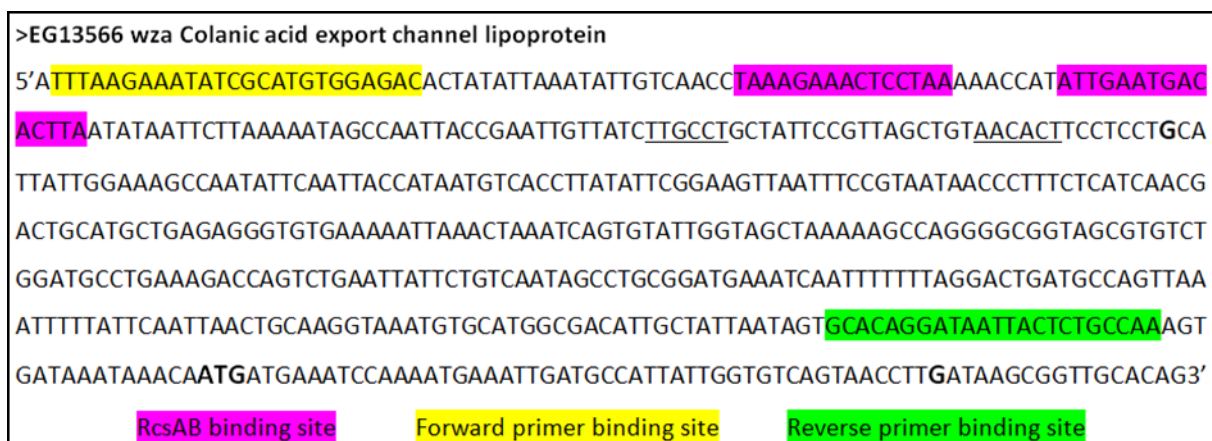 >EG13566 wza Colanic acid export channel lipoprotein
5’ATTTAAGAAATATCGCATGTGGAGACACTATATTAAATATTGTCAACCTAAAGAAACTCCTAAAAACCATATTGAATGAC
ACTTAATATAATTCTTAAAAATAGCCAATTACCGAATTGTTATCTTGCCTGCTATTCCGTTAGCTGTAACACTTCCTCCTGCA
TTATTGGAAAGCCAATATTCAATTACCATAATGTCACCTTATATTCGGAAGTTAATTTCCGTAATAACCCTTTCTCATCAACG
ACTGCATGCTGAGAGGGTGTGAAAAATTAAACTAAATCAGTGTATTGGTAGCTAAAAAGCCAGGGGCGGTAGCGTGTCT
GGATGCCTGAAAGACCAGTCTGAATTATTCTGTCAATAGCCTGCGGATGAAATCAATTTTTTTAGGACTGATGCCAGTTAA
ATTTTTATTCAATTAACTGCAAGGTAAATGTGCATGGCGACATTGCTATTAATAGTGCACAGGATAATTACTCTGCCAAAGT
GATAAATAAACAATGATGAAATCCAAAATGAAATTGATGCCATTATTGGTGTCAGTAACCTTGATAAGCGGTTGCACAG3’
RcsAB binding site Forward primer binding site Reverse primer binding site